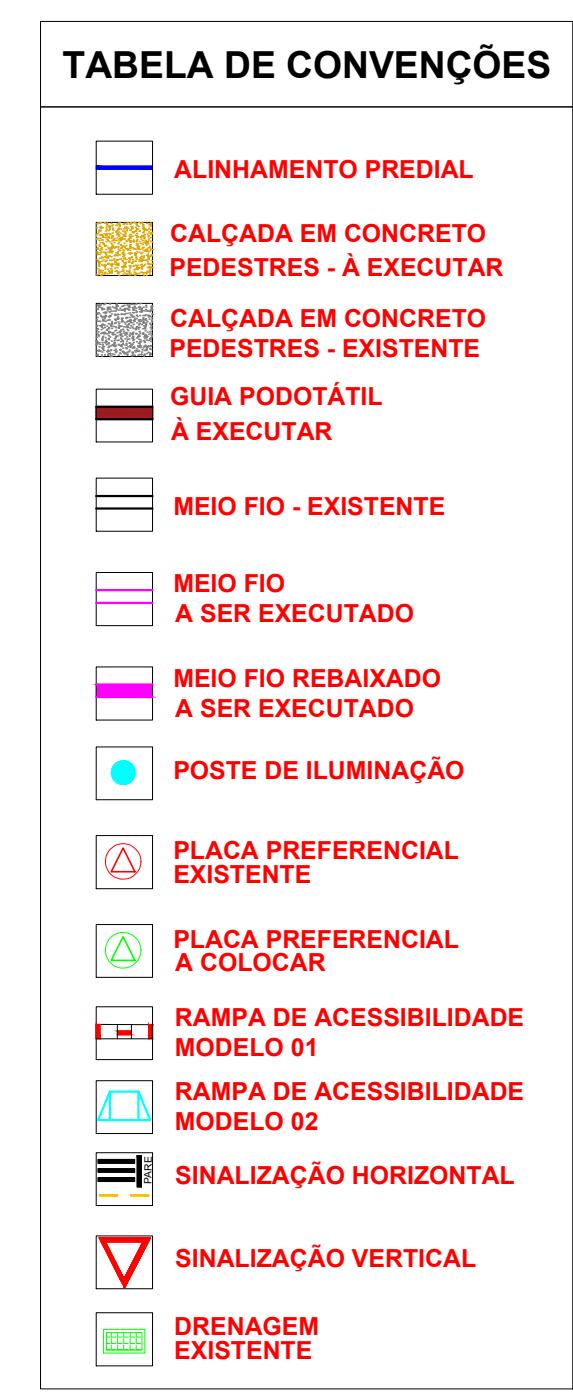 TABELA DE CONVENÇÕES
ALINHAMENTO PREDIAL
CALÇADA EM CONCRETO
PEDESTRES - À EXECUTAR
CALÇADA EM CONCRETO
PEDESTRES - EXISTENTE
GUIA PODOTÁTIL
À EXECUTAR
MEIO FIO - EXISTENTE
MEIO FIO
A SER EXECUTADO
MEIO FIO REBAIXADO
A SER EXECUTADO
POSTE DE ILUMINAÇÃO
PLACA PREFERENCIAL
EXISTENTE
PLACA PREFERENCIAL
A COLOCAR
RAMPA DE ACESSIBILIDADE
MODELO 01
RAMPA DE ACESSIBILIDADE
MODELO 02
PARE
SINALIZAÇÃO HORIZONTAL
SINALIZAÇÃO VERTICAL
DRENAGEM
EXISTENTE